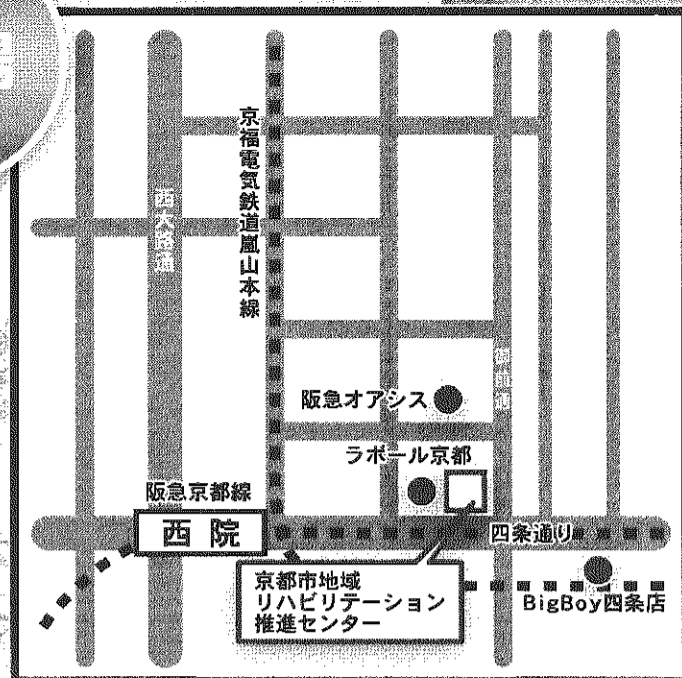 京福電気鉄道嵐山本線
西大路通
御前通
阪急オアシス
ラボール京都
阪急京都線
西院
四条通り
京都市地域
リハビリテーション
推進センター
BigBoy四条店